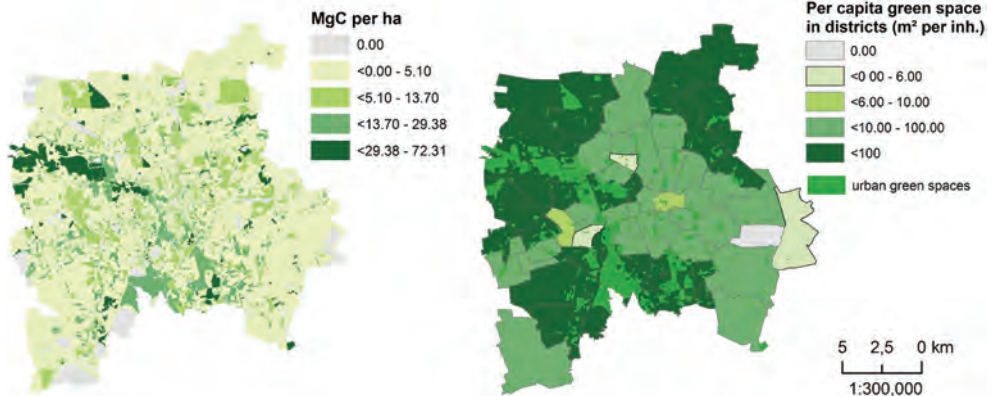 MgC per ha
0.00
<0.00 - 5.10
<5.10 - 13.70
<13.70 - 29.38
<29.38 - 72.31
Per capita green space
in districts (m² per inh.)
0.00
<0 00 - 6.00
<6.00 - 10.00
<10.00 - 100.00
<100
urban green spaces
5 2,5 0 km
1:300,000